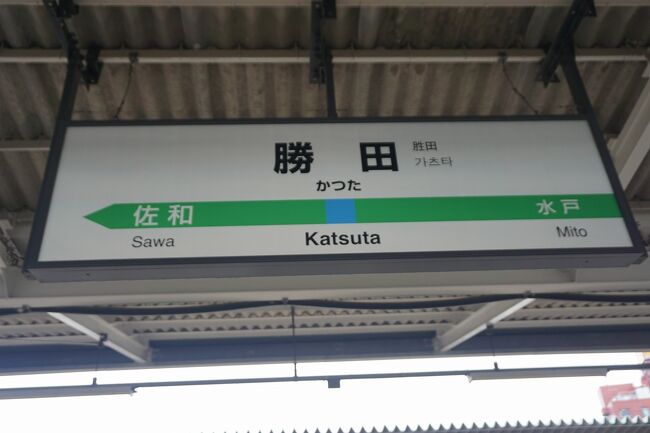 勝田 胜田
가츠타
かつた
佐和 水戸
Sawa Katsuta Mito